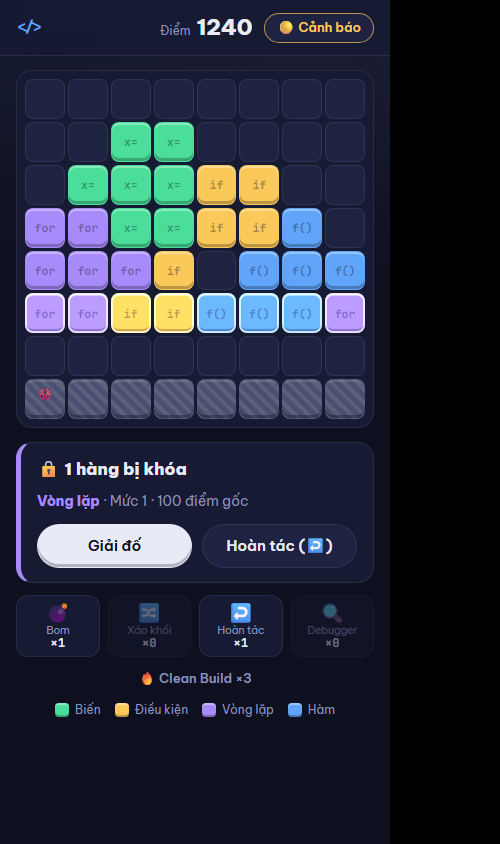 </>
Điểm 1240 Cảnh báo
x= x=
x= x= x= if if
for for x= x= if if f()
for for for if f() f() f()
for for if if f() f() f() for
1 hàng bị khóa
Vòng lặp · Mức 1 · 100 điểm gốc
Giải đố Hoàn tác (↩)
Bom Xáo khối Hoàn tác Debugger
×1 ×0 ×1 ×0
Clean Build ×3
Biến Điều kiện Vòng lặp Hàm